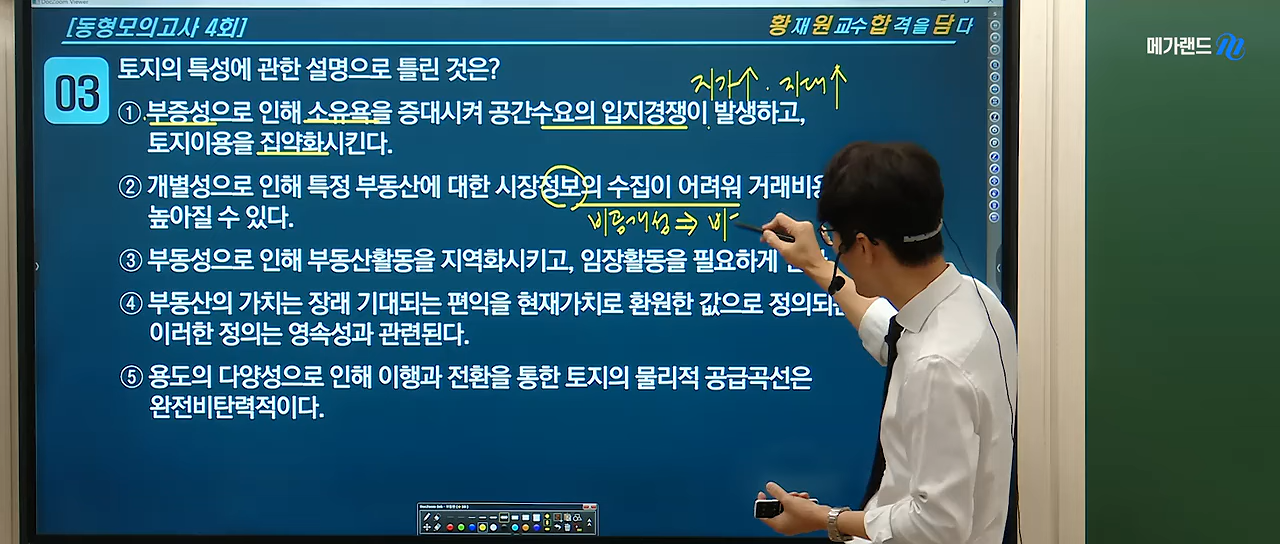 DocZoom Viewer
[동형모의고사 4회]
황재원 교수 합격을 담다
메가랜드
03
토지의 특성에 관한 설명으로 틀린 것은?
지가↑ · 지대↑
① 부증성으로 인해 소유욕을 증대시켜 공간수요의 입지경쟁이 발생하고,
토지이용을 집약화시킨다.
② 개별성으로 인해 특정 부동산에 대한 시장정보의 수집이 어려워 거래비용
높아질 수 있다.
비공개성 ⇒
③ 부동성으로 인해 부동산활동을 지역화시키고, 임장활동을 필요하게
④ 부동산의 가치는 장래 기대되는 편익을 현재가치로 환원한 값으로 정의되는
이러한 정의는 영속성과 관련된다.
⑤ 용도의 다양성으로 인해 이행과 전환을 통한 토지의 물리적 공급곡선은
완전비탄력적이다.